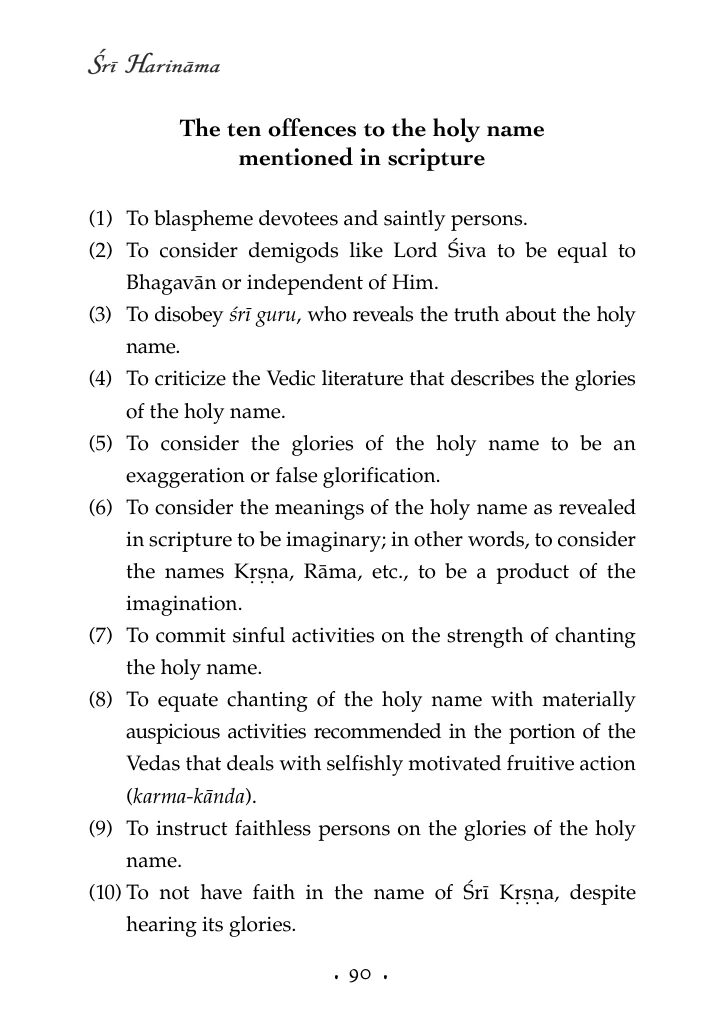 Śrī Harināma
The ten offences to the holy name
mentioned in scripture
(1) To blaspheme devotees and saintly persons.
(2) To consider demigods like Lord Śiva to be equal to
Bhagavān or independent of Him.
(3) To disobey śrī guru, who reveals the truth about the holy
name.
(4) To criticize the Vedic literature that describes the glories
of the holy name.
(5) To consider the glories of the holy name to be an
exaggeration or false glorification.
(6) To consider the meanings of the holy name as revealed
in scripture to be imaginary; in other words, to consider
the names Kṛṣṇa, Rāma, etc., to be a product of the
imagination.
(7) To commit sinful activities on the strength of chanting
the holy name.
(8) To equate chanting of the holy name with materially
auspicious activities recommended in the portion of the
Vedas that deals with selfishly motivated fruitive action
(karma-kānda).
(9) To instruct faithless persons on the glories of the holy
name.
(10) To not have faith in the name of Śrī Kṛṣṇa, despite
hearing its glories.
• 90 •